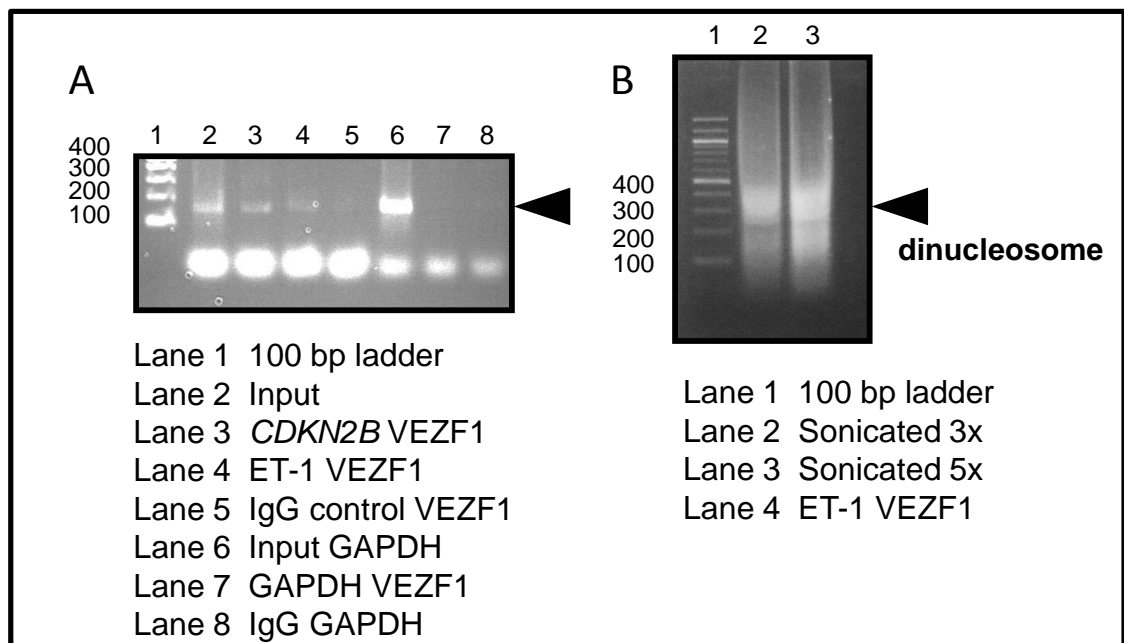 A
1 2 3 4 5 6 7 8
400
300
200
100
Lane 1 100 bp ladder
Lane 2 Input
Lane 3 CDKN2B VEZF1
Lane 4 ET-1 VEZF1
Lane 5 IgG control VEZF1
Lane 6 Input GAPDH
Lane 7 GAPDH VEZF1
Lane 8 IgG GAPDH
B
1 2 3
400
300
200
100
dinucleosome
Lane 1 100 bp ladder
Lane 2 Sonicated 3x
Lane 3 Sonicated 5x
Lane 4 ET-1 VEZF1